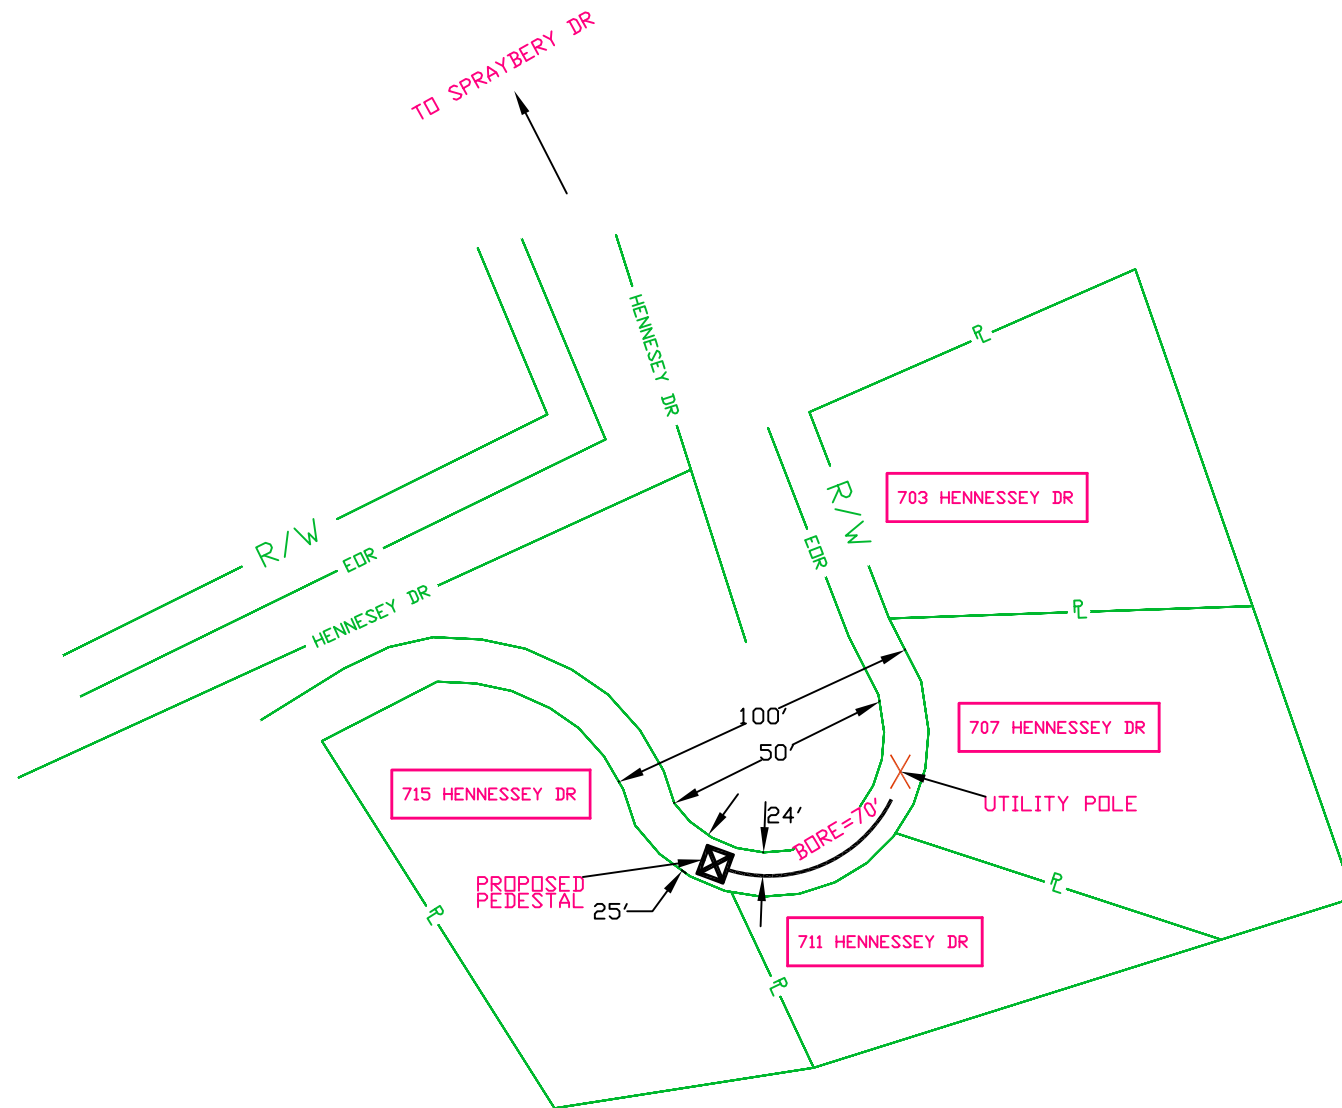 TO SPRAYBERY DR
HENNESEY DR
PL
R/W
703 HENNESSEY DR
R/W
EOR
EOR
HENNESEY DR
PL
100'
707 HENNESSEY DR
50'
715 HENNESSEY DR
UTILITY POLE
24'
BORE=70'
PROPOSED
PEDESTAL
PL
25'
PL
711 HENNESSEY DR
PL